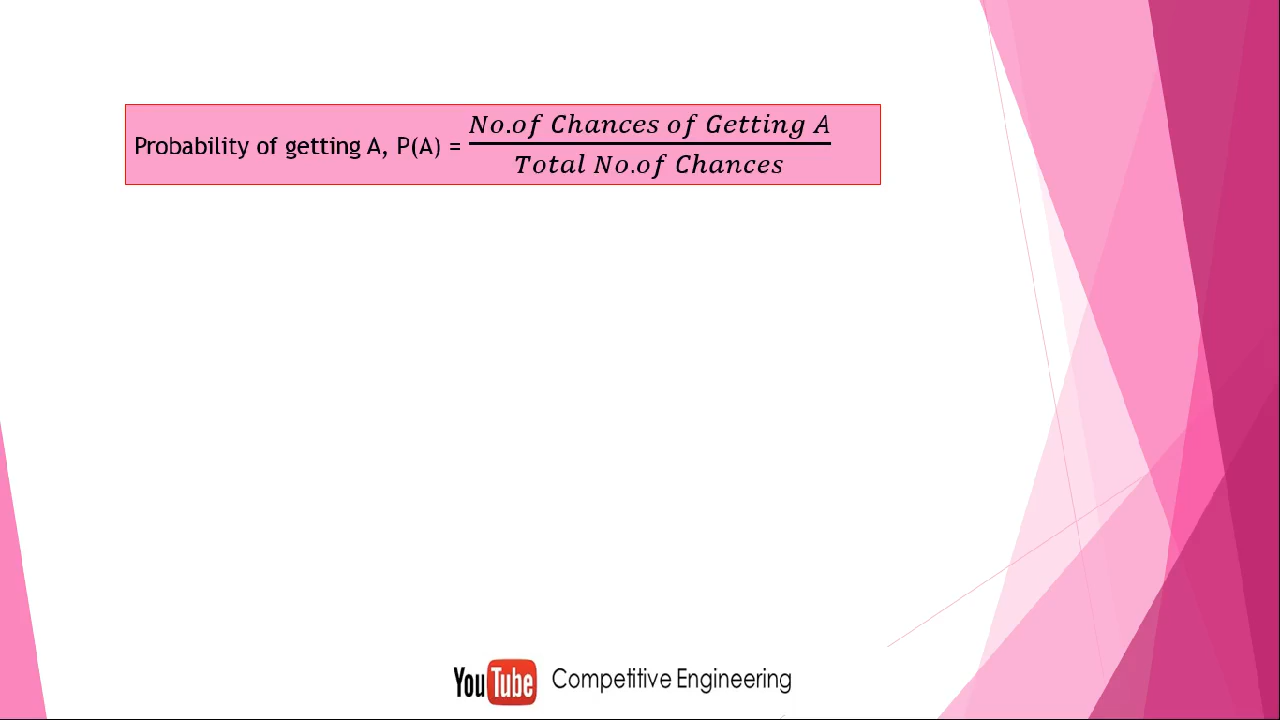 Probability of getting A, P(A) = No.of Chances of Getting A
Total No.of Chances
YouTube Competitive Engineering